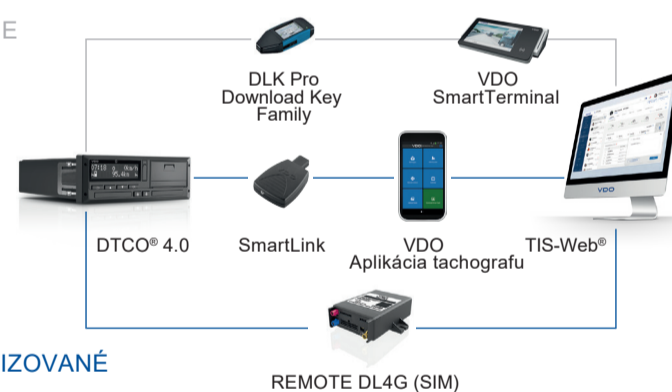 E
DLK Pro
Download Key
Family
VDO
SmartTerminal
VDO
DTCO® 4.0
SmartLink
VDO
Aplikácia tachografu
TIS-Web®
IZOVANÉ
REMOTE DL4G (SIM)